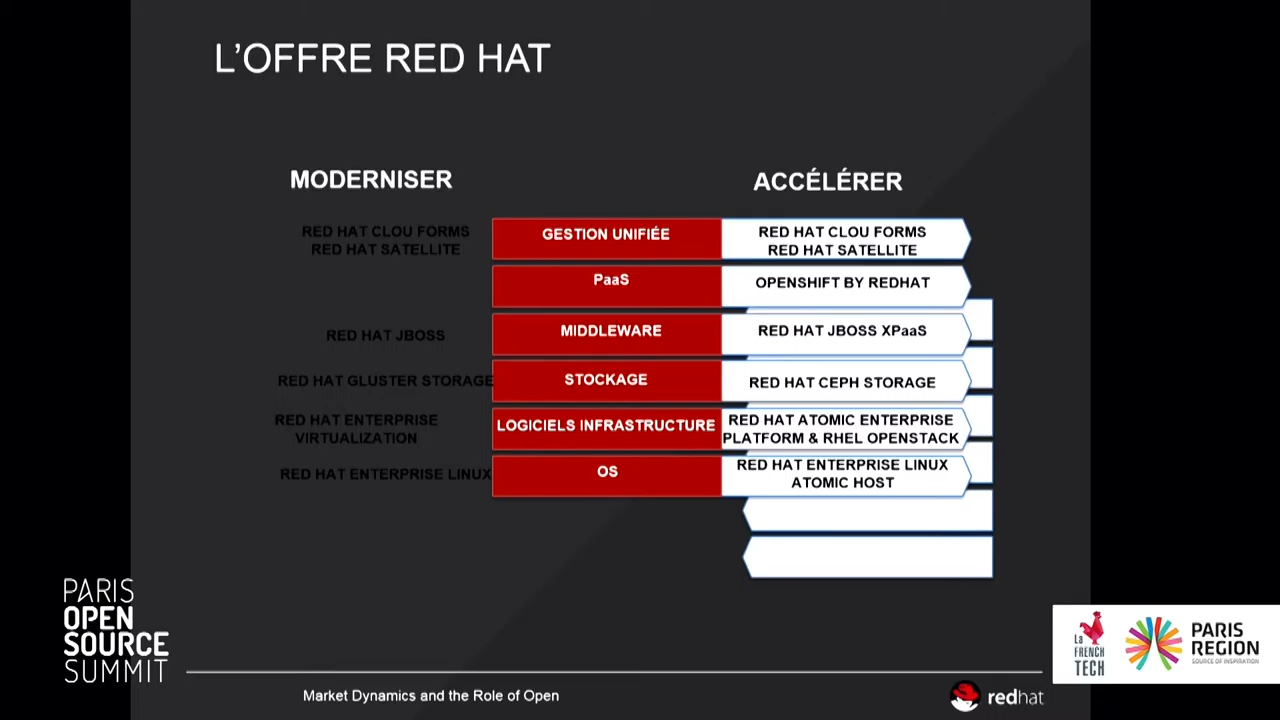 L'OFFRE RED HAT
MODERNISER
ACCÉLÉRER
RED HAT CLOU FORMS
RED HAT SATELLITE
GESTION UNIFIÉE
RED HAT CLOU FORMS
RED HAT SATELLITE
PaaS
OPENSHIFT BY REDHAT
RED HAT JBOSS
MIDDLEWARE
RED HAT JBOSS XPaaS
RED HAT GLUSTER STORAGE
STOCKAGE
RED HAT CEPH STORAGE
RED HAT ENTERPRISE
VIRTUALIZATION
LOGICIELS INFRASTRUCTURE
RED HAT ATOMIC ENTERPRISE
PLATFORM & RHEL OPENSTACK
RED HAT ENTERPRISE LINUX
OS
RED HAT ENTERPRISE LINUX
ATOMIC HOST
PARIS
OPEN
SOURCE
SUMMIT
Market Dynamics and the Role of Open
redhat
La
FRENCH
TECH
PARIS
REGION
SOURCE OF INSPIRATION